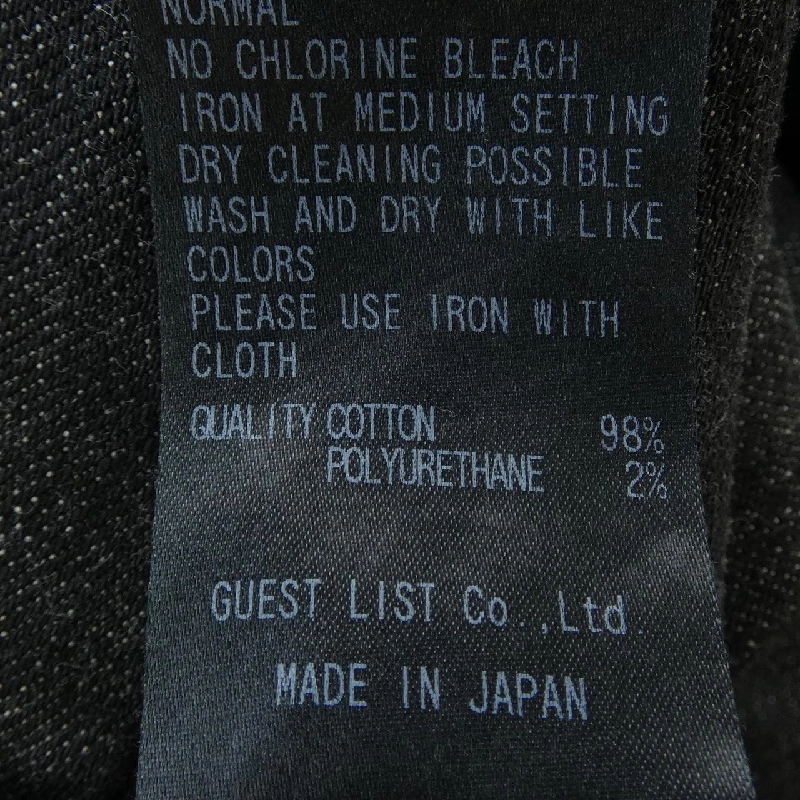 NORMAL
NO CHLORINE BLEACH
IRON AT MEDIUM SETTING
DRY CLEANING POSSIBLE
WASH AND DRY WITH LIKE
COLORS
PLEASE USE IRON WITH
CLOTH
QUALITY COTTON 98%
POLYURETHANE 2%
GUEST LIST Co.,Ltd.
MADE IN JAPAN